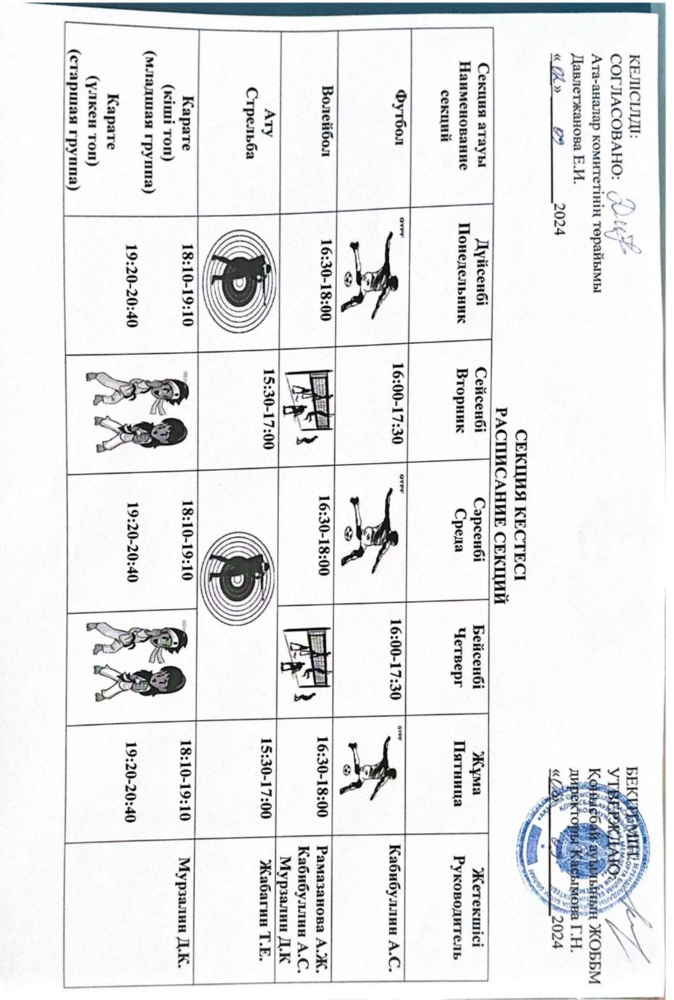 КЕЛІСІЛДІ:
СОГЛАСОВАНО:
Ата-аналар комитетінің төрайымы
Давлетжанова Е.И.
«02» 09 2024
БЕКІТЕМІН:
УТВЕРЖДАЮ:
Қонысбай ауылының ЖОББМ
директоры Касымова Г.Н.
2024
СЕКЦИЯ КЕСТЕСІ
РАСПИСАНИЕ СЕКЦИЙ
Секция атауы
Наименование
секций
Дүйсенбі
Понедельник
Сейсенбі
Вторник
Сәрсенбі
Среда
Бейсенбі
Четверг
Жұма
Пятница
Жетекшісі
Руководитель
Футбол
16:00-17:30
16:00-17:30
Кабибуллин А.С.
Волейбол
16:30-18:00
16:30-18:00
16:30-18:00
Рамазанова А.Ж.
Кабибуллин А.С.
Мурзалин Д.К
Ату
Стрельба
15:30-17:00
15:30-17:00
Жабагин Т.Е.
Карате
(кіші топ)
(младшая группа)
18:10-19:10
18:10-19:10
18:10-19:10
Мурзалин Д.К.
Карате
(үлкен топ)
(старшая группа)
19:20-20:40
19:20-20:40
19:20-20:40